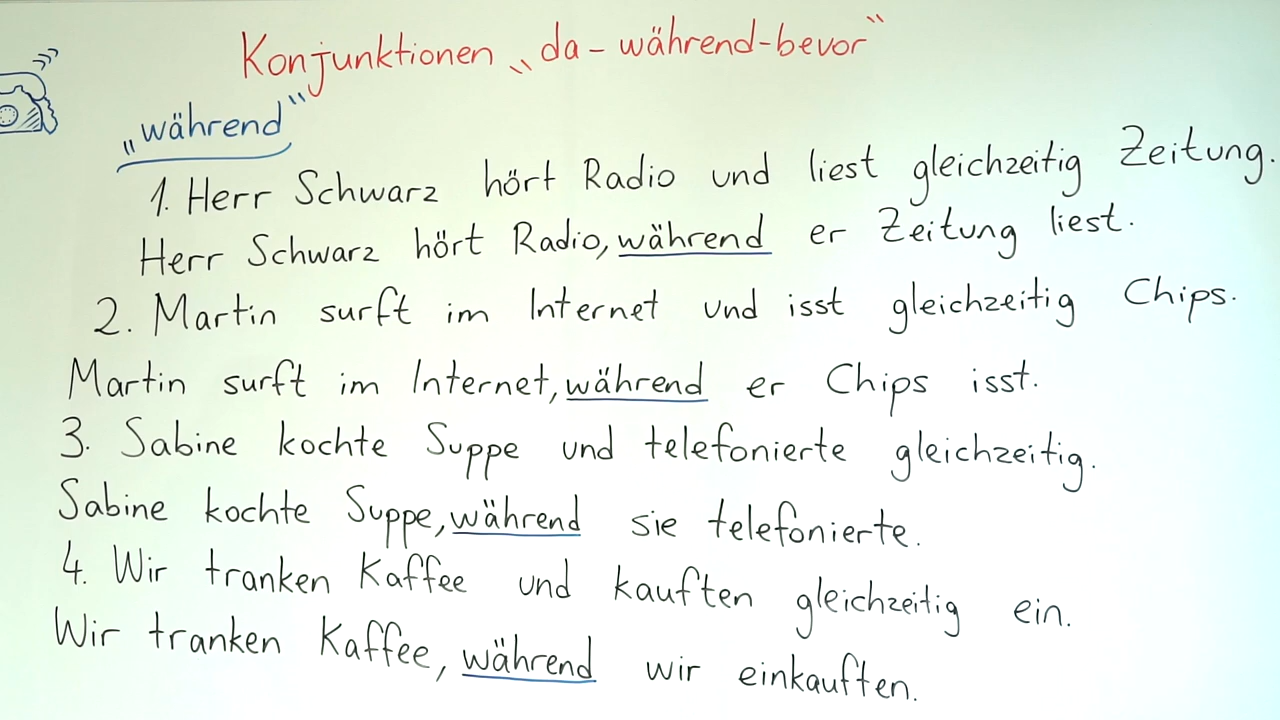 Konjunktionen „da-während-bevor“
„während“
1. Herr Schwarz hört Radio und liest gleichzeitig Zeitung.
Herr Schwarz hört Radio, während er Zeitung liest.
2. Martin surft im Internet und isst gleichzeitig Chips.
Martin surft im Internet, während er Chips isst.
3. Sabine kochte Suppe und telefonierte gleichzeitig.
Sabine kochte Suppe, während sie telefonierte.
4. Wir tranken Kaffee und kauften gleichzeitig ein.
Wir tranken Kaffee, während wir einkauften.